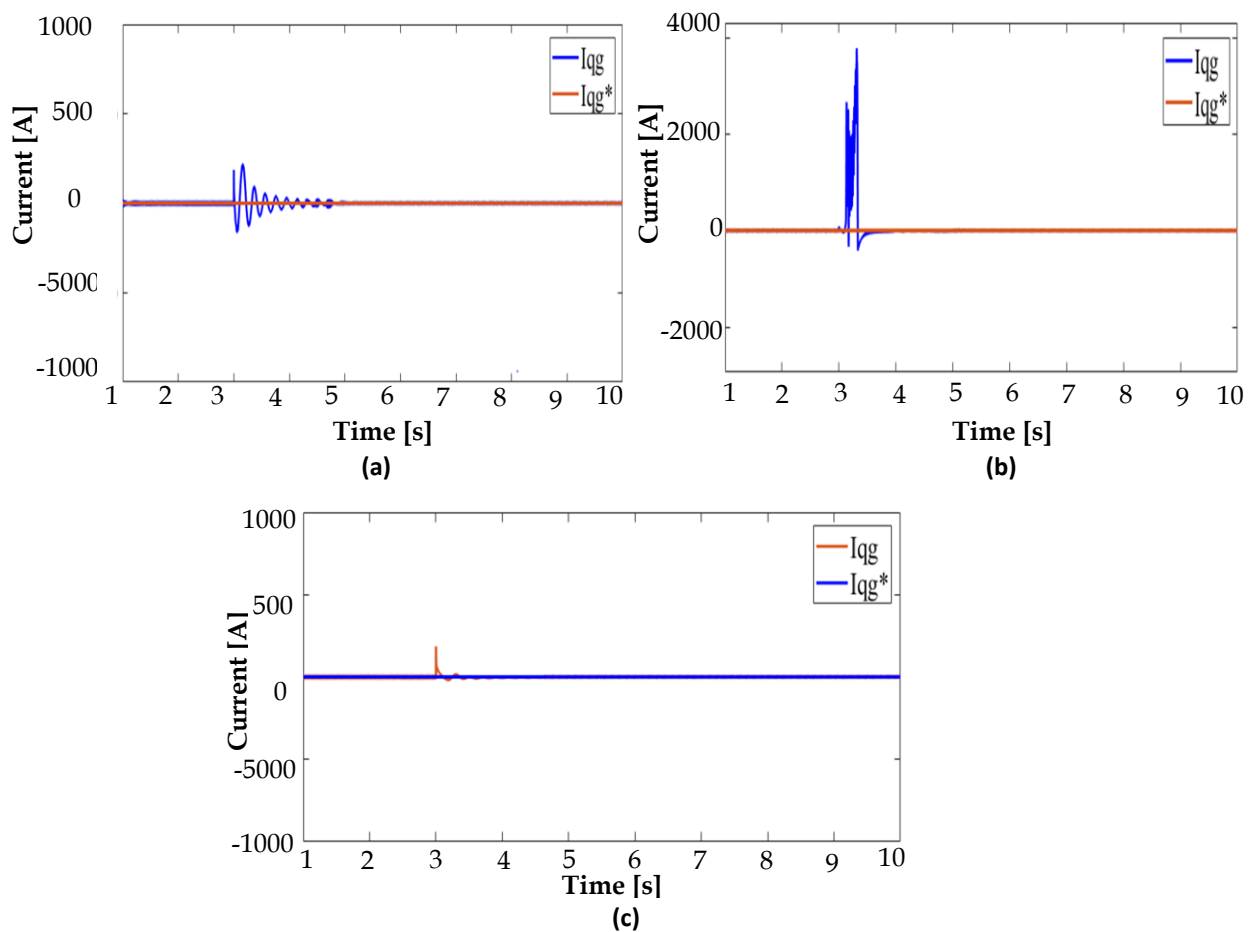 1000
500
0
-5000
-1000
Current [A]
1 2 3 4 5 6 7 8 9 10
Time [s]
Iqg
Iqg*
(a)
4000
2000
0
-2000
Current [A]
1 2 3 4 5 6 7 8 9 10
Time [s]
Iqg
Iqg*
(b)
1000
500
0
-5000
-1000
Current [A]
1 2 3 4 5 6 7 8 9 10
Time [s]
Iqg
Iqg*
(c)